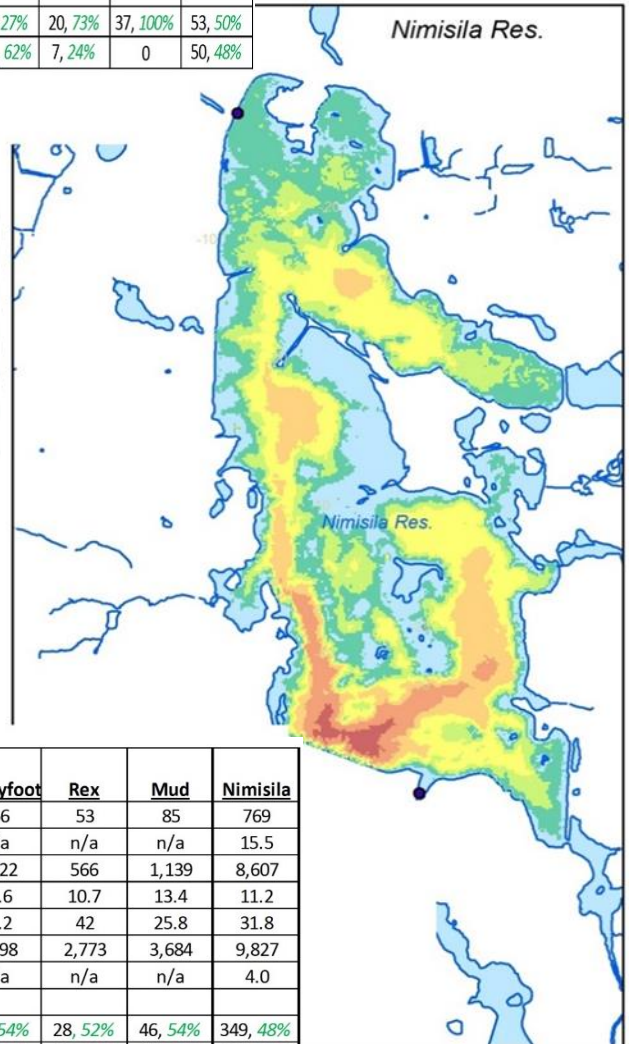 27% 20, 73% 37, 100% 53, 50%
62% 7, 24% 0 50, 48%
Nimisila Res.
-10
Nimisila Res.
yfoot Rex Mud Nimisila
6 53 85 769
a n/a n/a 15.5
22 566 1,139 8,607
.6 10.7 13.4 11.2
.2 42 25.8 31.8
98 2,773 3,684 9,827
a n/a n/a 4.0
54% 28, 52% 46, 54% 349, 48%